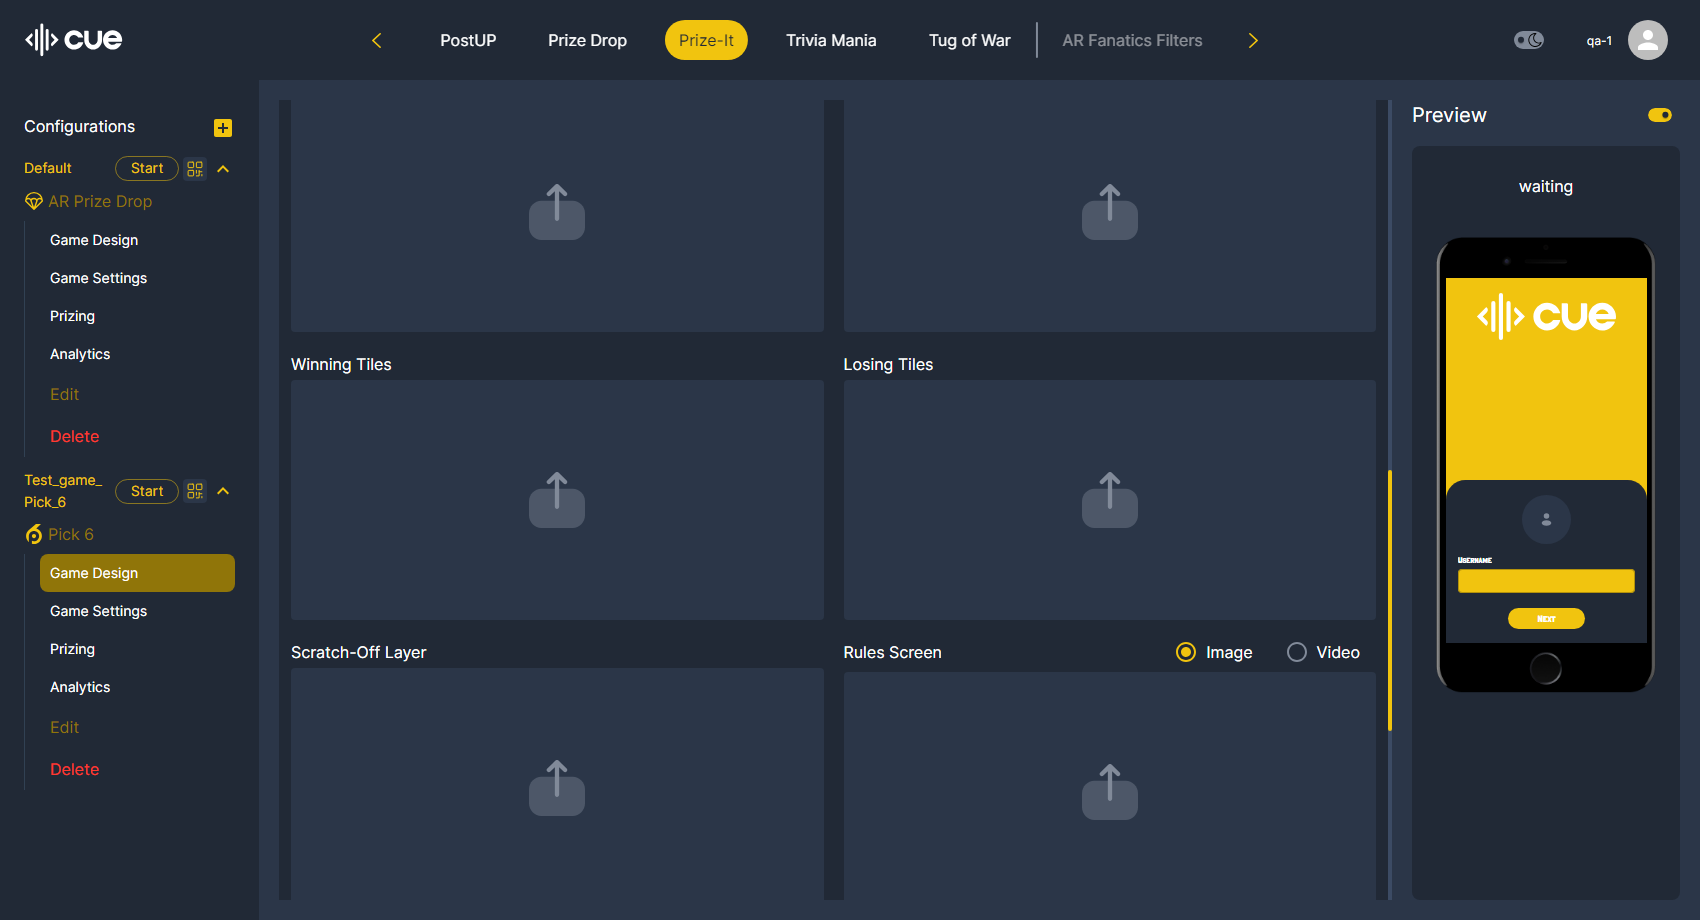 cue
PostUP
Prize Drop
Prize-It
Trivia Mania
Tug of War
AR Fanatics Filters
qa-1
Configurations
Default
Start
AR Prize Drop
Game Design
Game Settings
Prizing
Analytics
Edit
Delete
Test_game_
Pick_6
Start
Pick 6
Game Design
Game Settings
Prizing
Analytics
Edit
Delete
Winning Tiles
Losing Tiles
Scratch-Off Layer
Rules Screen
Image
Video
Preview
waiting
cue
Username
Next